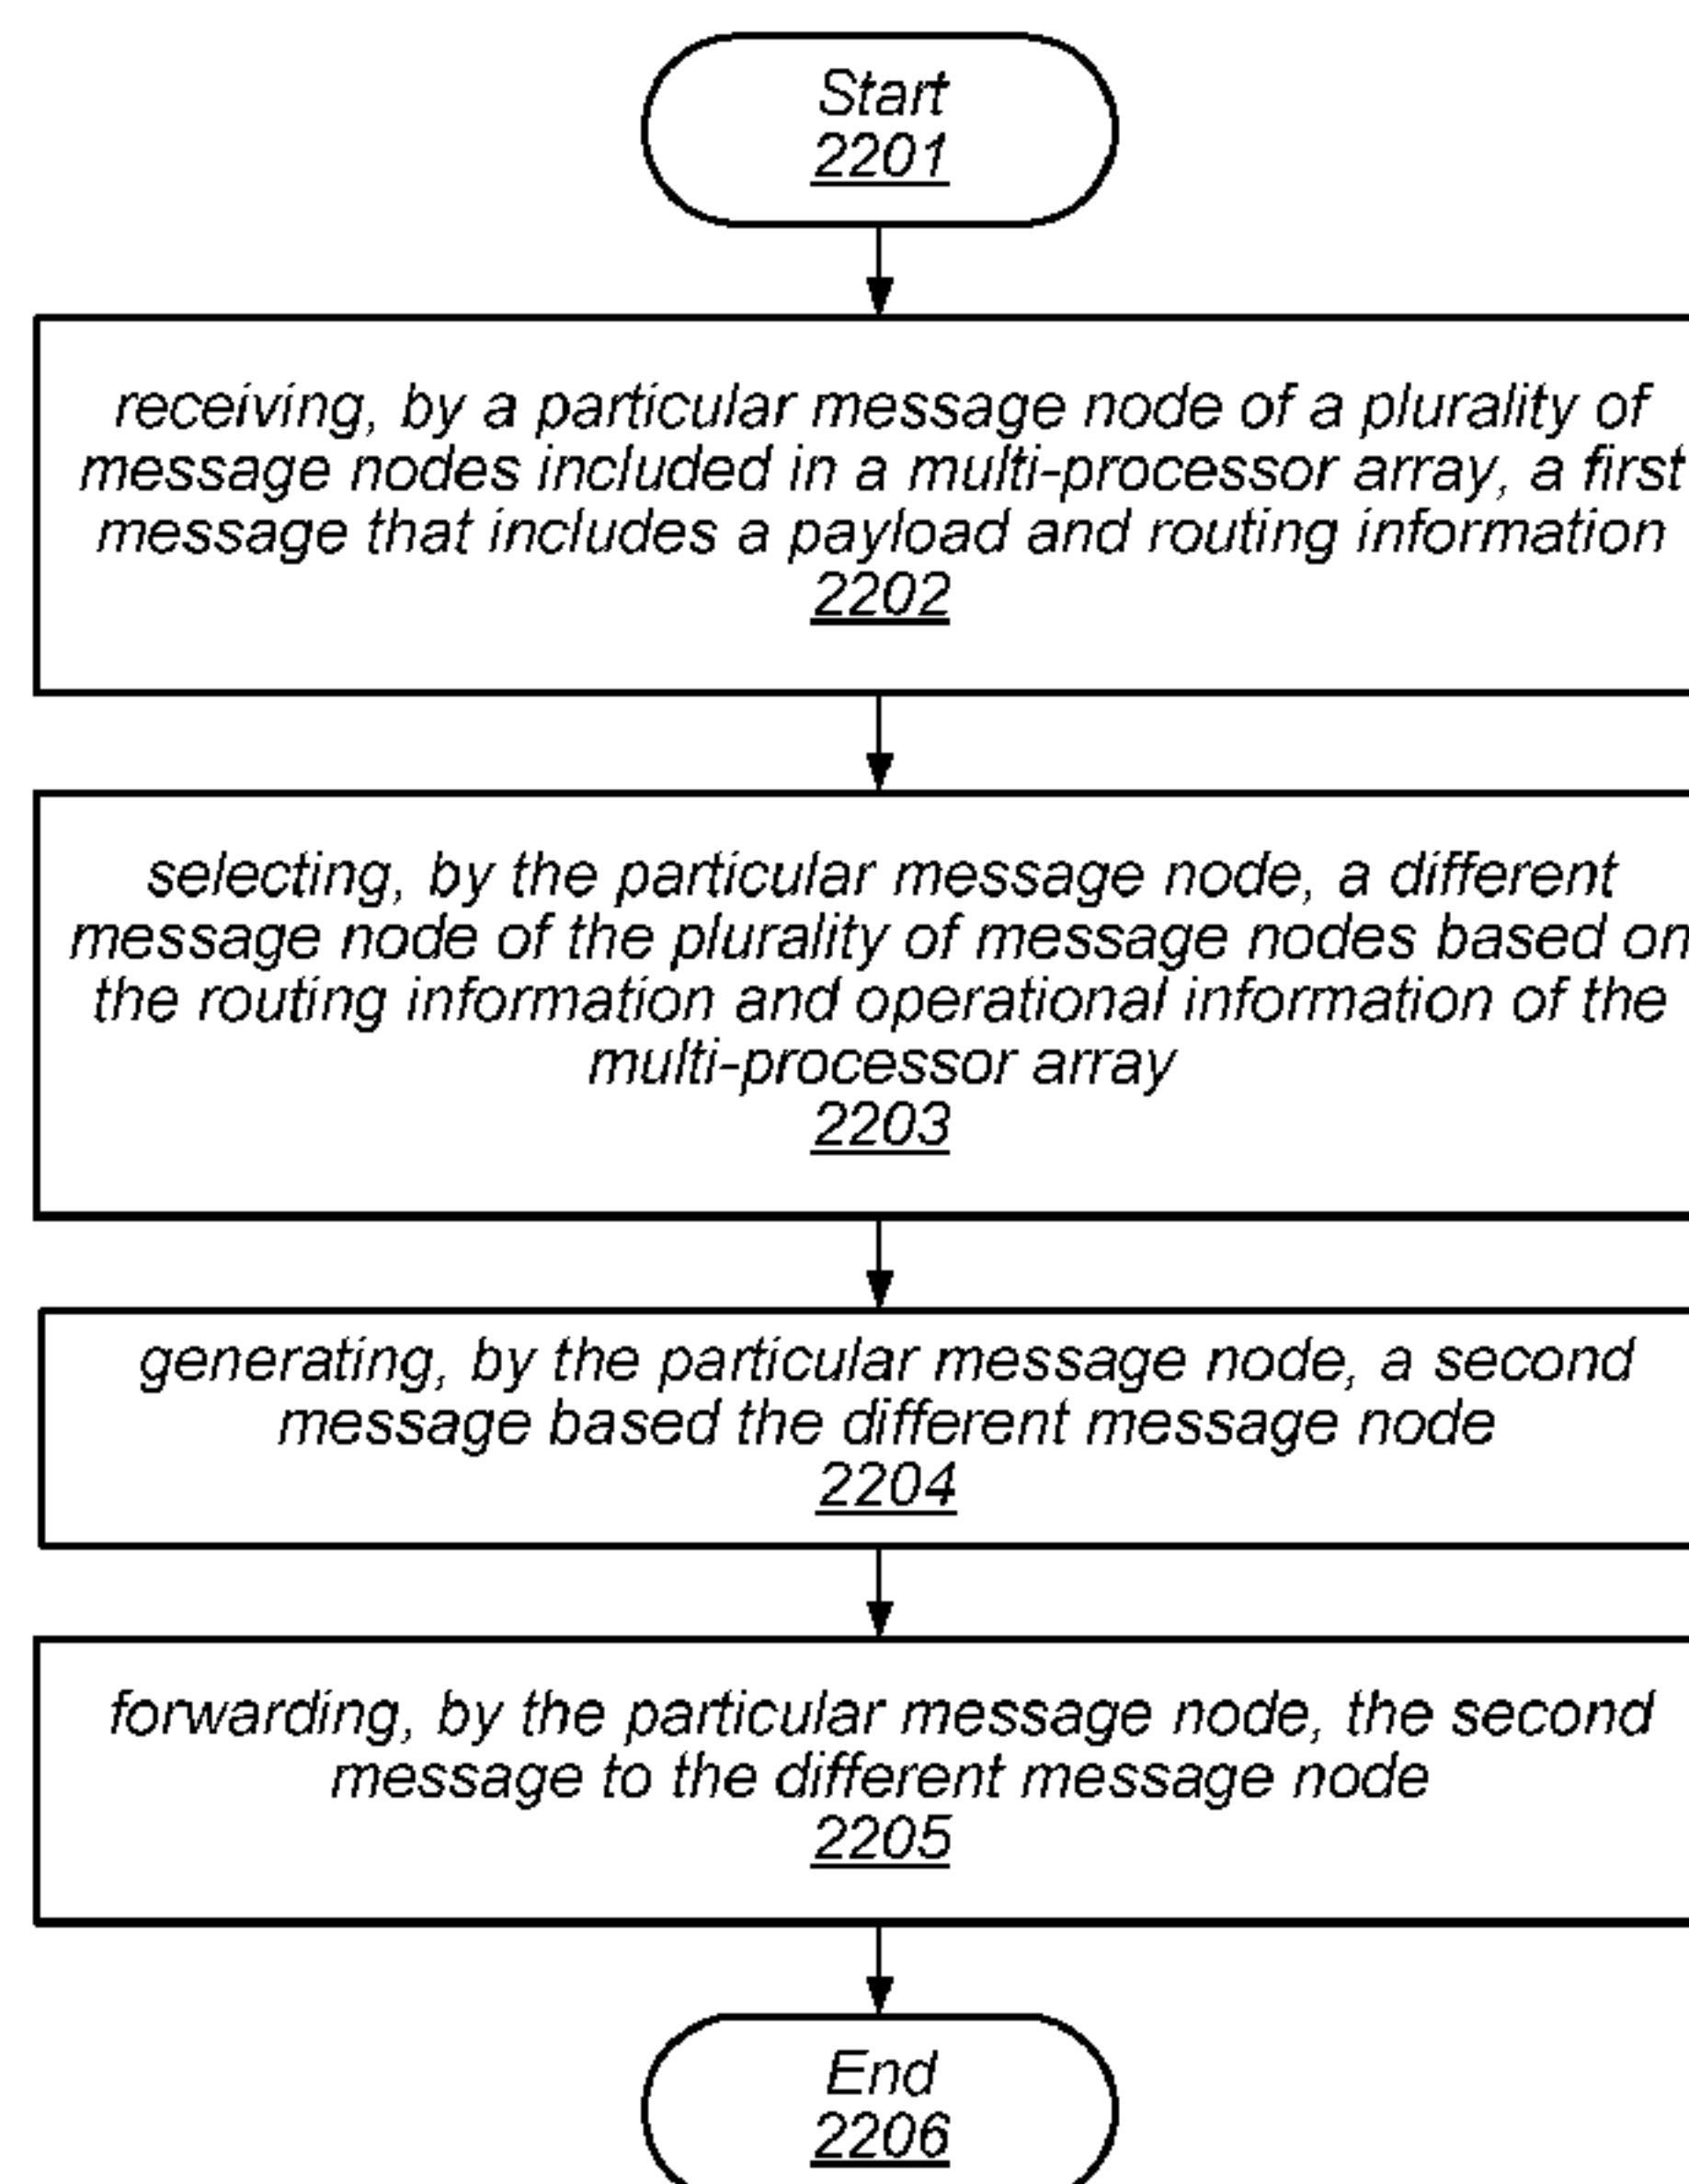 Start
2201
receiving, by a particular message node of a plurality of
message nodes included in a multi-processor array, a first
message that includes a payload and routing information
2202
selecting, by the particular message node, a different
message node of the plurality of message nodes based on
the routing information and operational information of the
multi-processor array
2203
generating, by the particular message node, a second
message based the different message node
2204
forwarding, by the particular message node, the second
message to the different message node
2205
End
2206